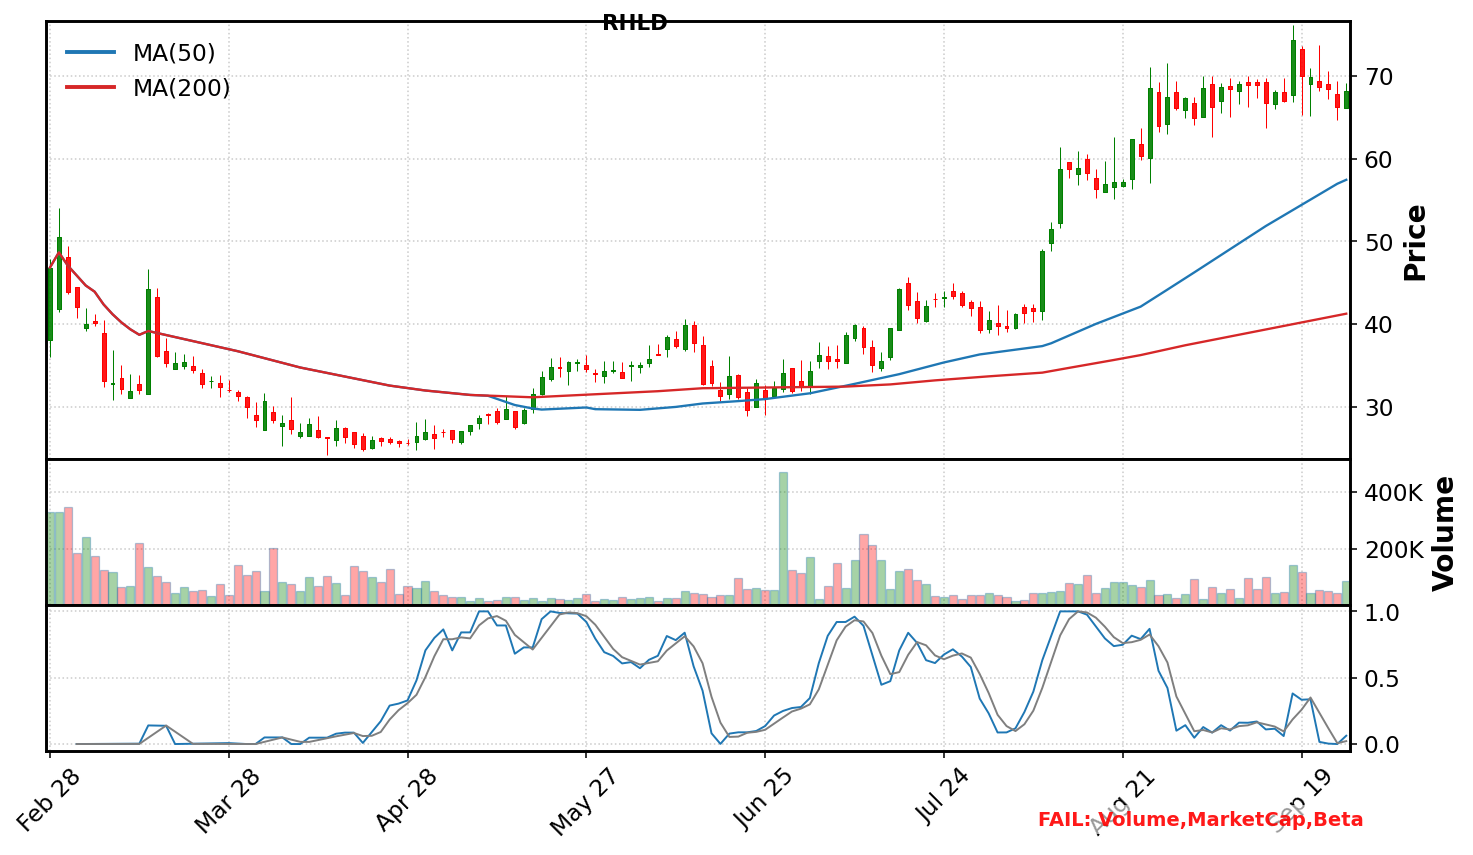 RHLD
MA(50)
MA(200)
70
60
50
40
30
Price
400K
200K
Volume
1.0
0.5
0.0
Feb 28
Mar 28
Apr 28
May 27
Jun 25
Jul 24
Aug 21
Sep 19
FAIL: Volume,MarketCap,Beta